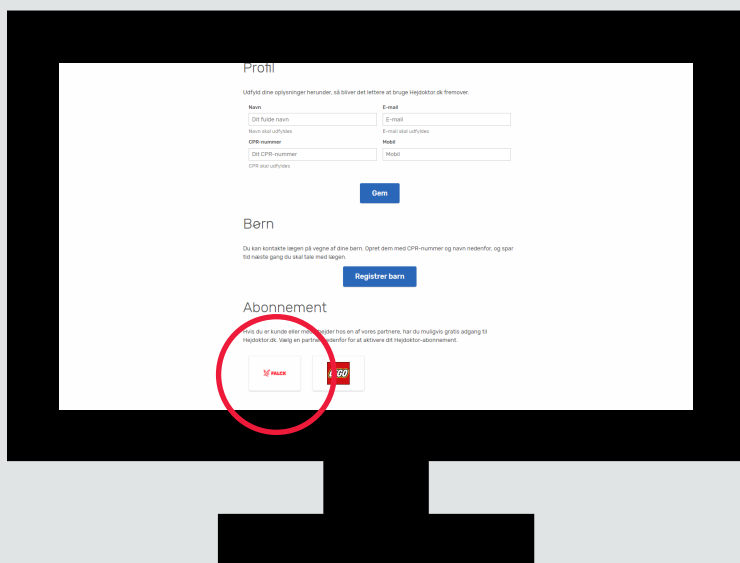 Profil
Udfyld dine oplysninger herunder, så bliver det lettere at bruge Hejdoktor.dk fremover.
Navn E-mail
Dit fulde navn E-mail
Navn skal udfyldes E-mail skal udfyldes
CPR-nummer Mobil
Dit CPR-nummer Mobil
CPR skal udfyldes
Gem
Børn
Du kan kontakte lægen på vegne af dine børn. Opret dem med CPR-nummer og navn nedenfor, og spar
tid næste gang du skal tale med lægen.
Registrer barn
Abonnement
Hvis du er kunde eller medarbejder hos en af vores partnere, har du muligvis gratis adgang til
Hejdoktor.dk. Vælg en partner nedenfor for at aktivere dit Hejdoktor-abonnement.
FALCK LEGO